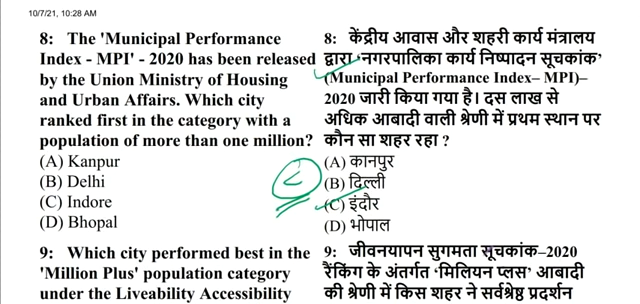 10/7/21, 10:28 AM
8: The 'Municipal Performance
Index - MPI' - 2020 has been released
by the Union Ministry of Housing
and Urban Affairs. Which city
ranked first in the category with a
population of more than one million?
(A) Kanpur
(B) Delhi
(C) Indore
(D) Bhopal
9: Which city performed best in the
'Million Plus' population category
under the Liveability Accessibility
8: केंद्रीय आवास और शहरी कार्य मंत्रालय
द्वारा 'नगरपालिका कार्य निष्पादन सूचकांक'
(Municipal Performance Index– MPI)–
2020 जारी किया गया है। दस लाख से
अधिक आबादी वाली श्रेणी में प्रथम स्थान पर
कौन सा शहर रहा ?
(A) कानपुर
(B) दिल्ली
(C) इंदौर
(D) भोपाल
9: जीवनयापन सुगमता सूचकांक–2020
रैंकिंग के अंतर्गत 'मिलियन प्लस' आबादी
की श्रेणी में किस शहर ने सर्वश्रेष्ठ प्रदर्शन